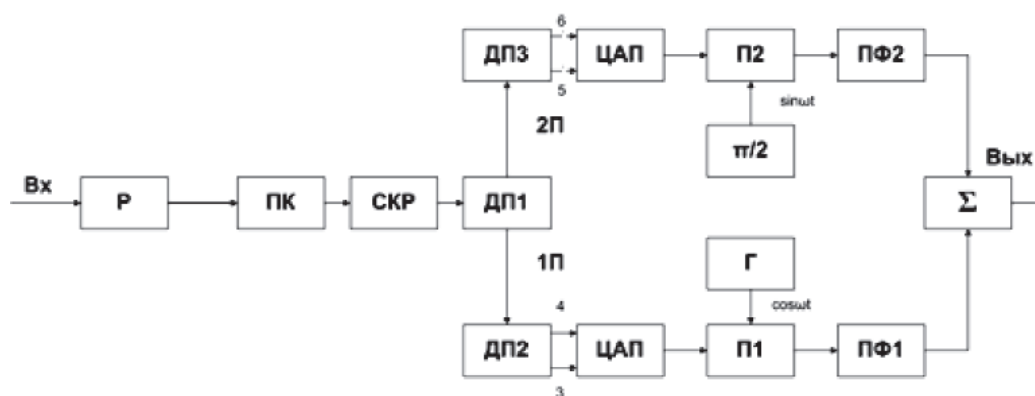 6
ДП3
ЦАП
П2
ПФ2
5
sinωt
2П
π/2
Вх
Вых
Р
ПК
СКР
ДП1
Σ
1П
Г
4
cosωt
ДП2
ЦАП
П1
ПФ1
3